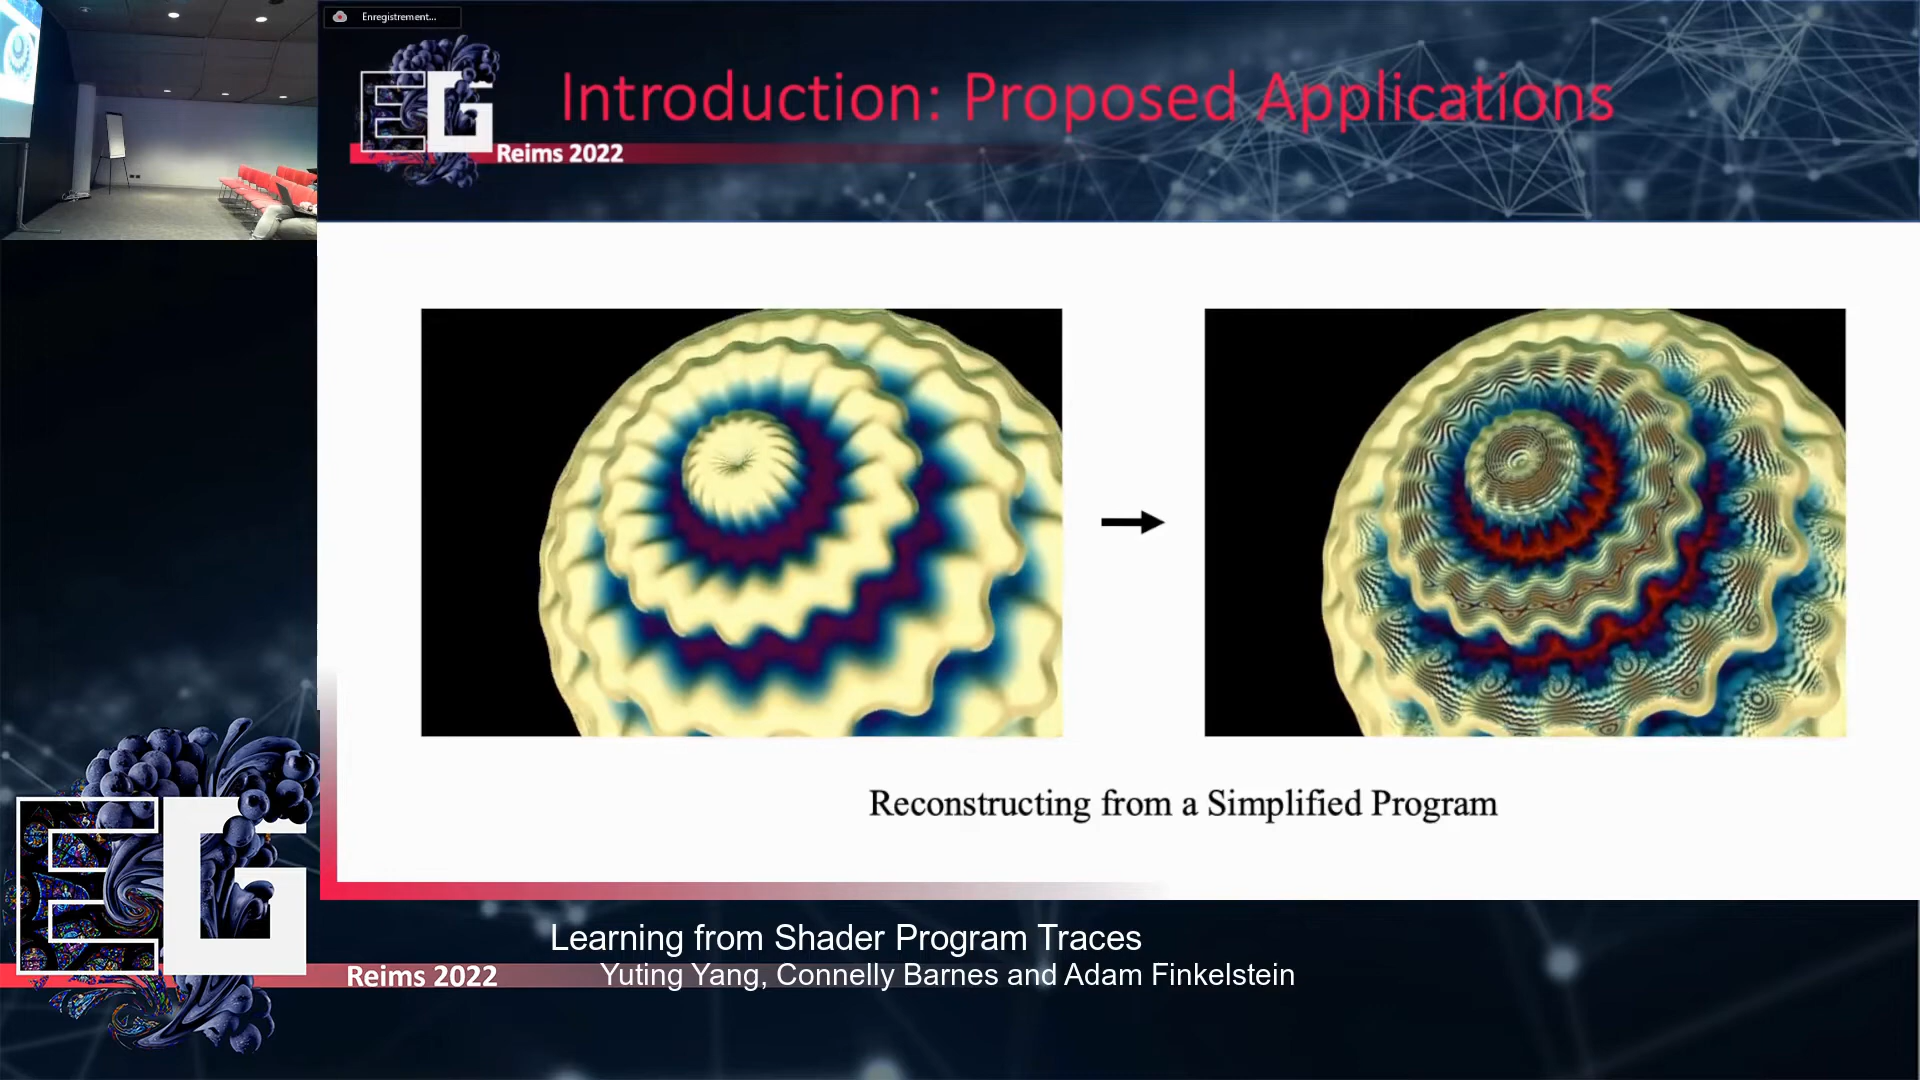 Enregistrement...
EG
Introduction: Proposed Applications
Reims 2022
Reconstructing from a Simplified Program
EG
Learning from Shader Program Traces
Reims 2022
Yuting Yang, Connelly Barnes and Adam Finkelstein